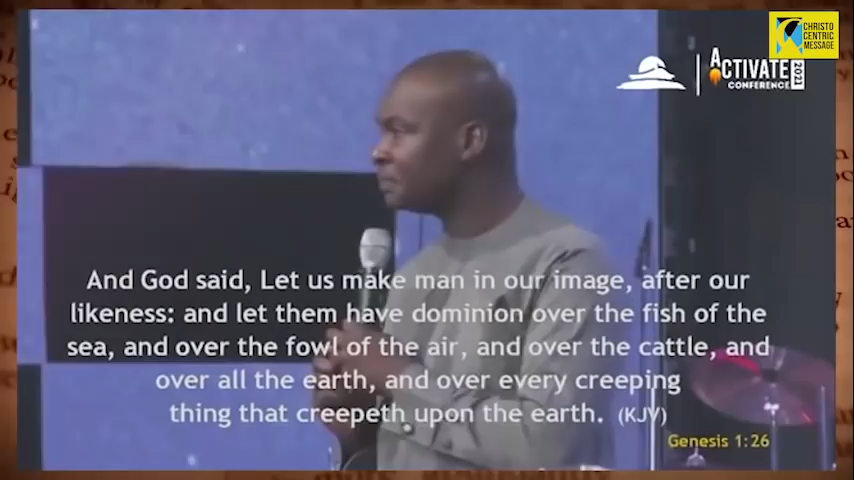 CHRISTO
CENTRIC
MESSAGE
ACTIVATE 2021
CONFERENCE
And God said, Let us make man in our image, after our
likeness: and let them have dominion over the fish of the
sea, and over the fowl of the air, and over the cattle, and
over all the earth, and over every creeping
thing that creepeth upon the earth. (KJV)
Genesis 1:26